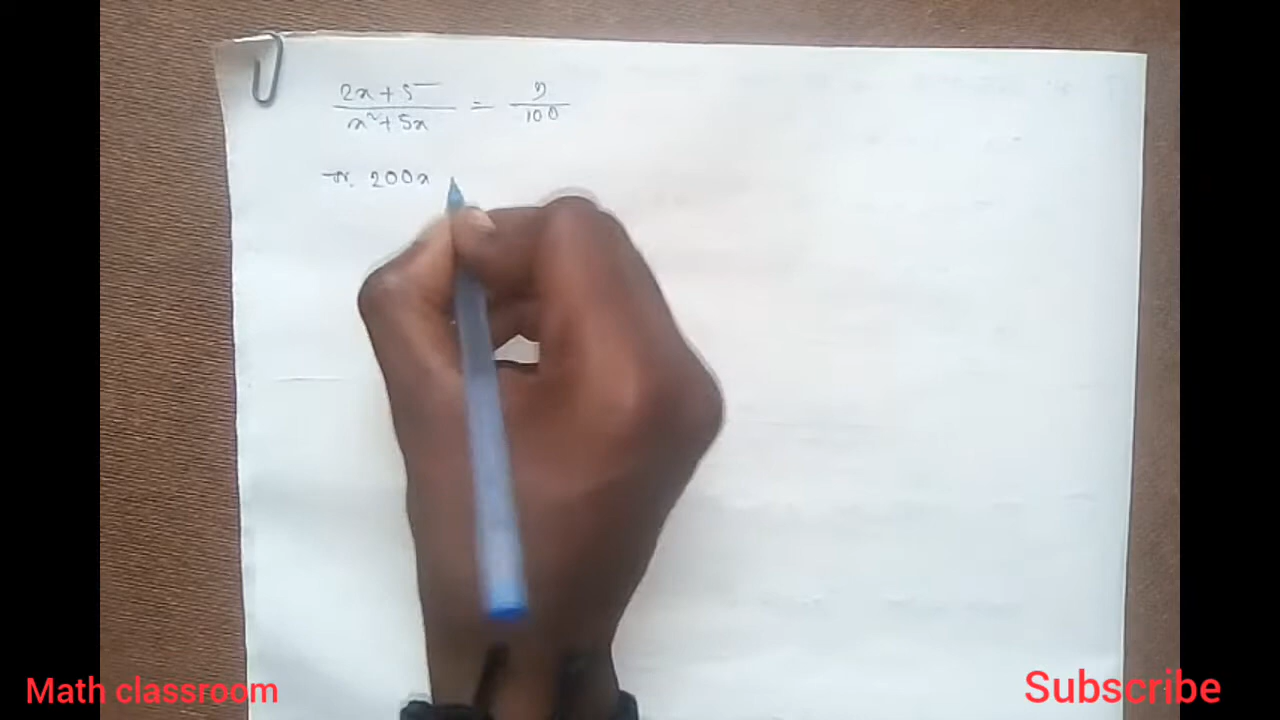 2x + 5 / x² + 5x = 9 / 100
বা. 200x
Math classroom
Subscribe